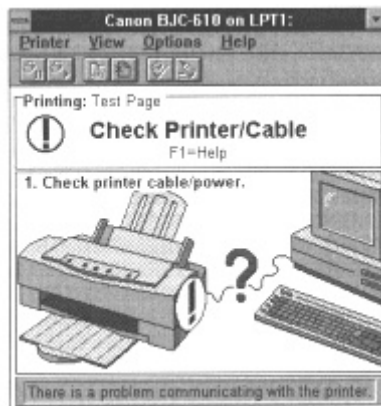 Canon BJC-610 on LPT1:
Printer View Options Help
Printing: Test Page
Check Printer/Cable
F1=Help
1. Check printer cable/power.
?
There is a problem communicating with the printer.